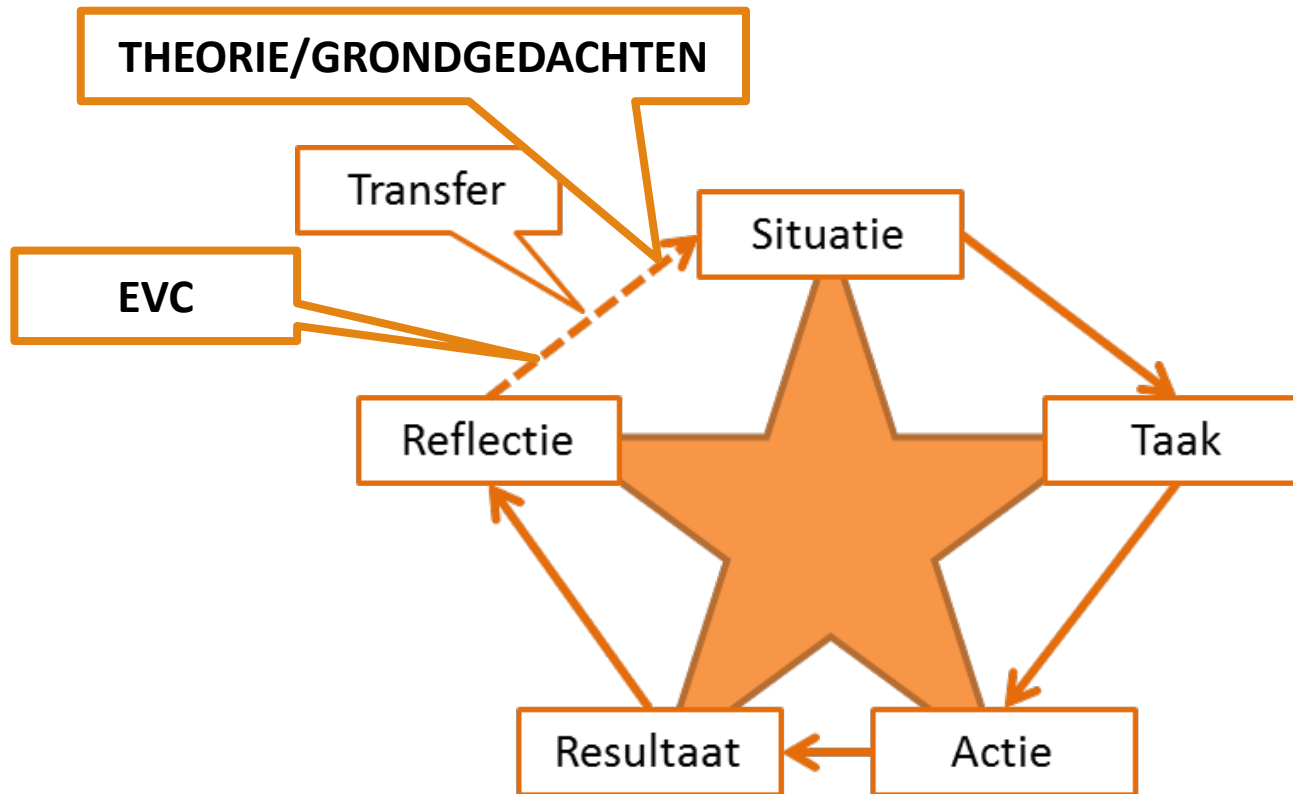 THEORIE/GRONDGEDACHTEN
Transfer
Situatie
EVC
Reflectie
Taak
Resultaat
Actie